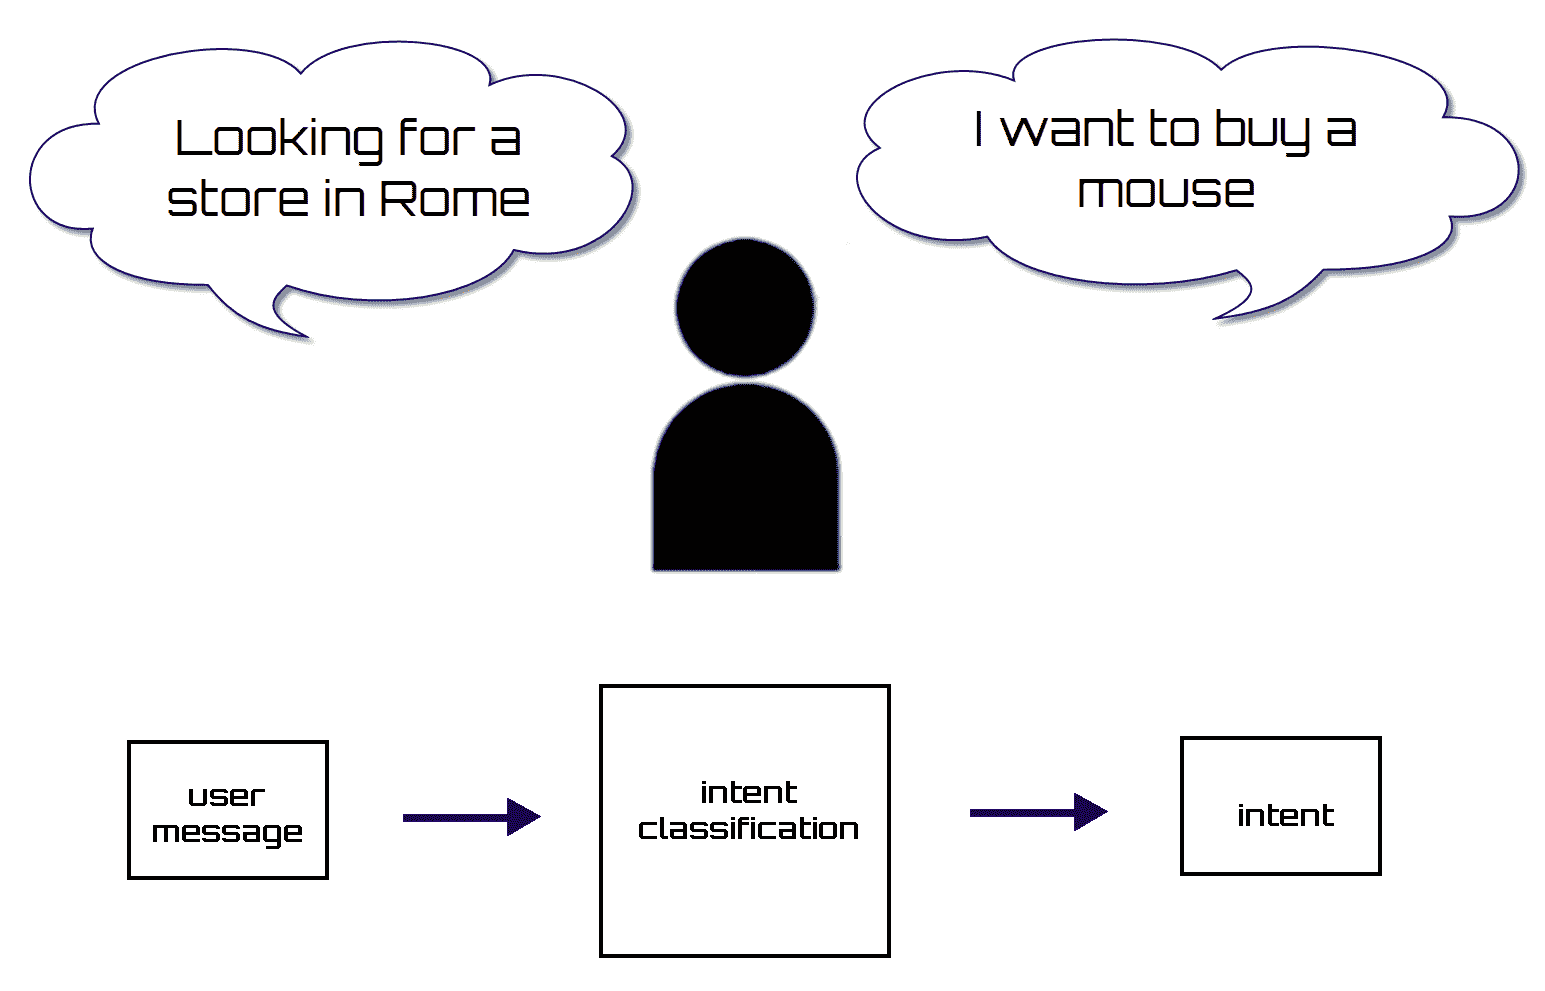 Looking for a
store in Rome
I want to buy a
mouse
user
message
intent
classification
intent